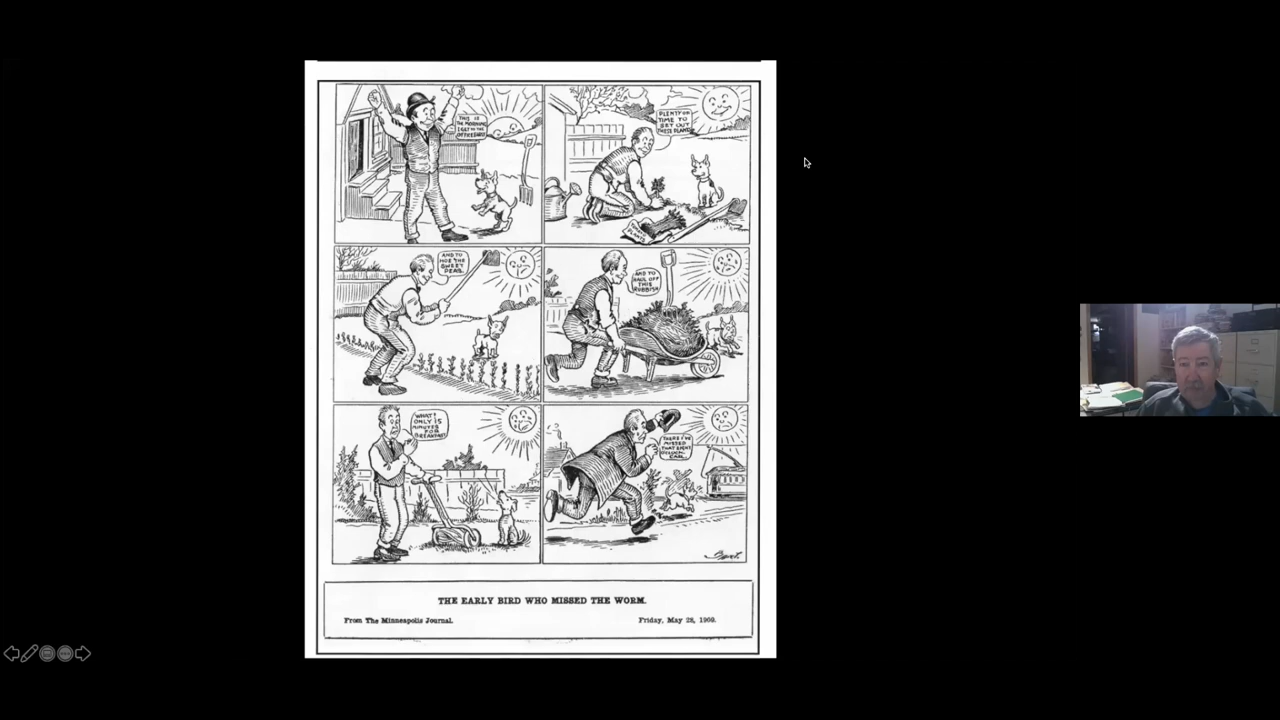 THIS IS
THE MORNING
I GET TO THE
OFFICE EARLY
PLENTY OF
TIME TO
SET OUT
THESE PLANTS
AND TO
HOE THE
SWEET
PEAS.
AND TO
HAUL OFF
THIS
RUBBISH
WHAT?
ONLY 15
MINUTES
FOR
BREAKFAST
THERE I'VE
MISSED
THAT EIGHT
O'CLOCK
CAR.
THE EARLY BIRD WHO MISSED THE WORM.
From The Minneapolis Journal.
Friday, May 28, 1909.